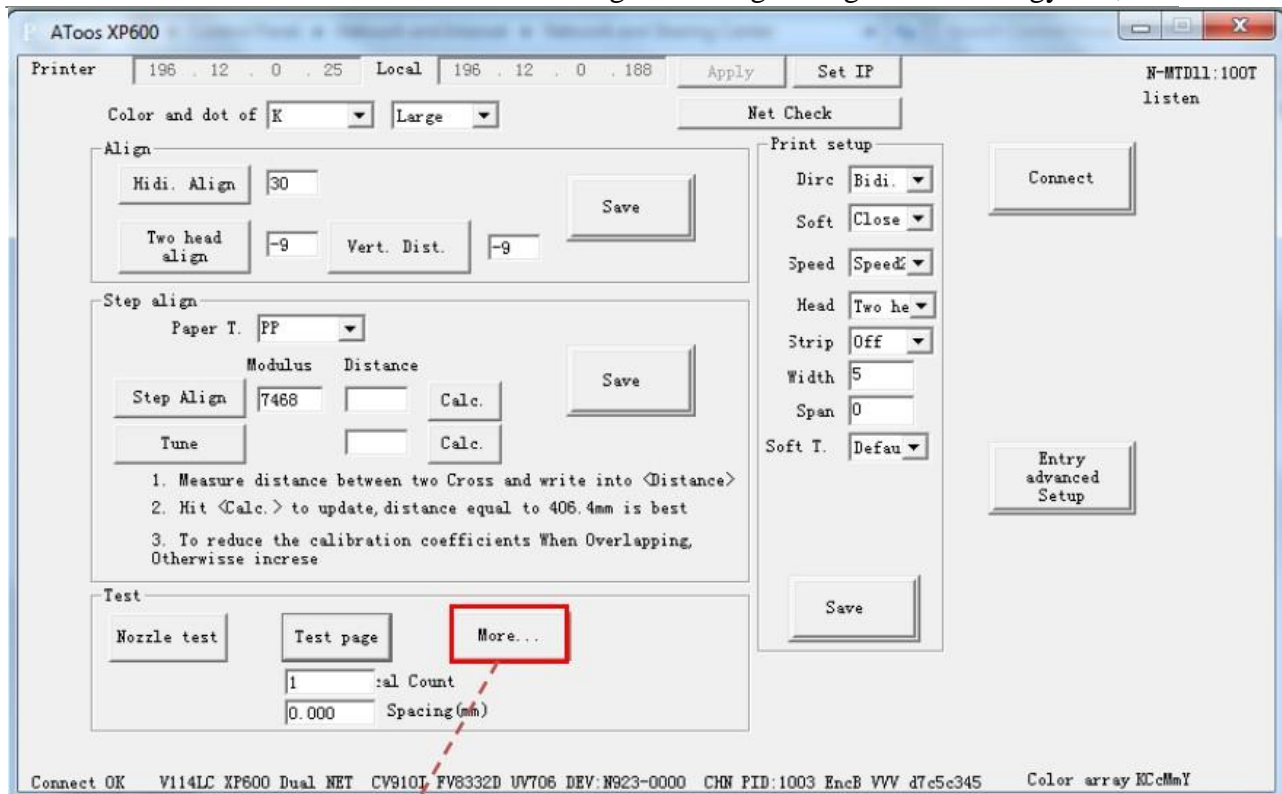 AToos XP600
Printer 196 . 12 . 0 . 25 Local 196 . 12 . 0 . 188 Apply Set IP N-MTDll:100T
listen
Color and dot of K Large Net Check
Align
Hidi. Align 30
Save
Two head
align
-9 Vert. Dist. -9
Step align
Paper T. PP
Modulus Distance
Step Align 7468 Calc.
Save
Tune Calc.
1. Measure distance between two Cross and write into <Distance>
2. Hit <Calc.> to update, distance equal to 406.4mm is best
3. To reduce the calibration coefficients When Overlapping,
Otherwisse increse
Test
Nozzle test Test page More...
1 :al Count
0.000 Spacing(mm)
Print setup
Dirc Bidi.
Soft Close
Speed Speed2
Head Two he
Strip Off
Width 5
Span 0
Soft T. Defau
Save
Connect
Entry
advanced
Setup
Connect OK V114LC XP600 Dual NET CV910I FV8332D UV706 DEV:N923-0000 CHN PID:1003 EncB VVV d7c5c345 Color array KCcMmY